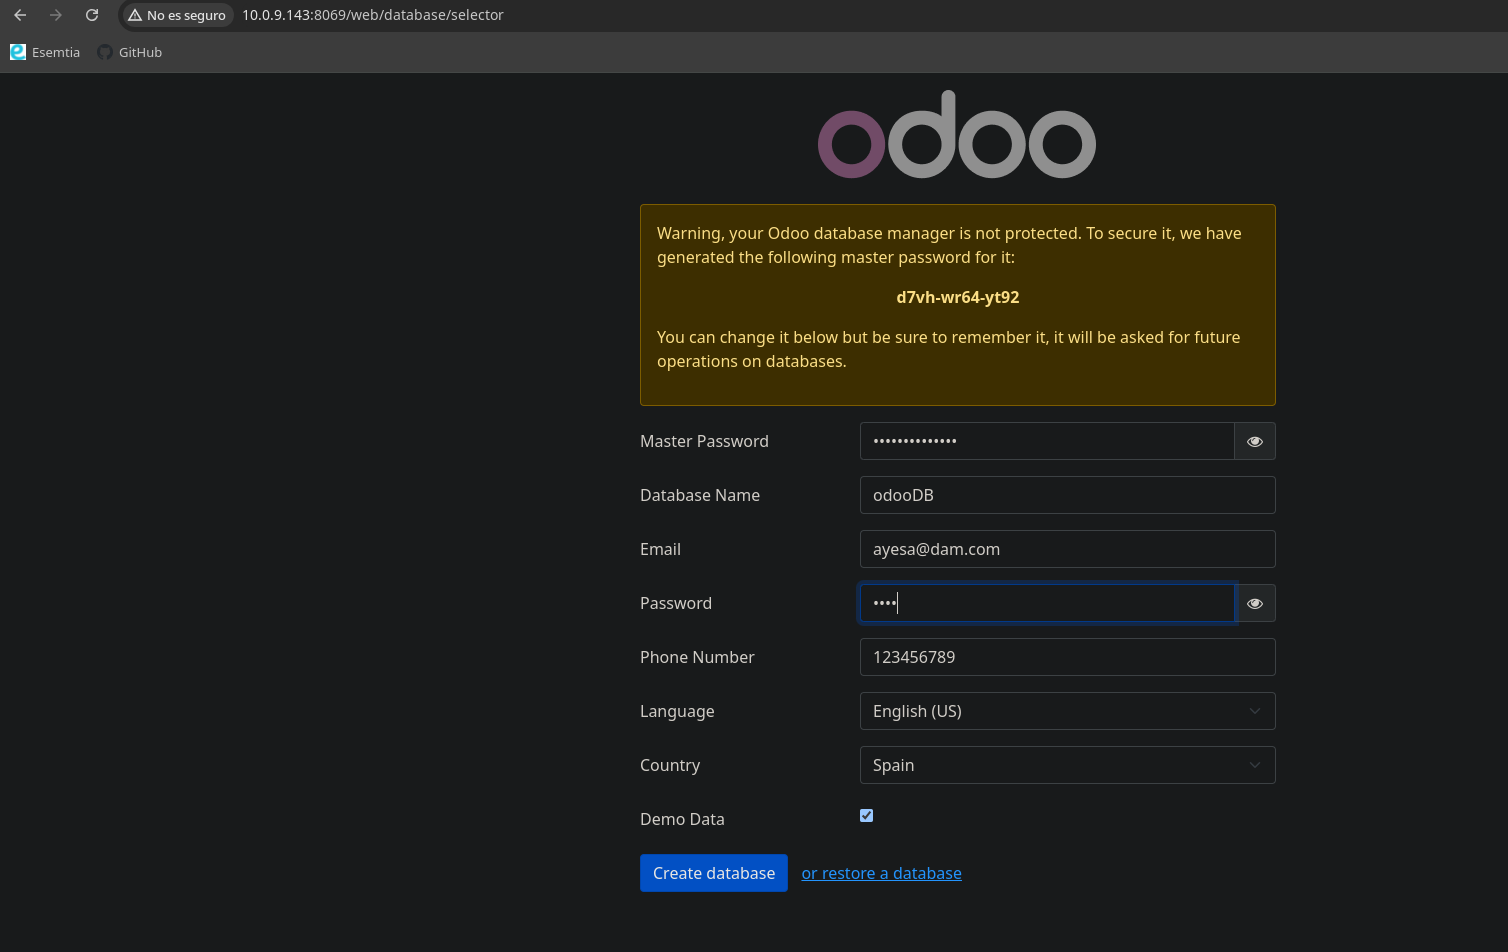 No es seguro 10.0.9.143:8069/web/database/selector
Esemtia GitHub
odoo
Warning, your Odoo database manager is not protected. To secure it, we have
generated the following master password for it:
d7vh-wr64-yt92
You can change it below but be sure to remember it, it will be asked for future
operations on databases.
Master Password ••••••••••••••
Database Name odooDB
Email ayesa@dam.com
Password ••••
Phone Number 123456789
Language English (US)
Country Spain
Demo Data
Create database or restore a database